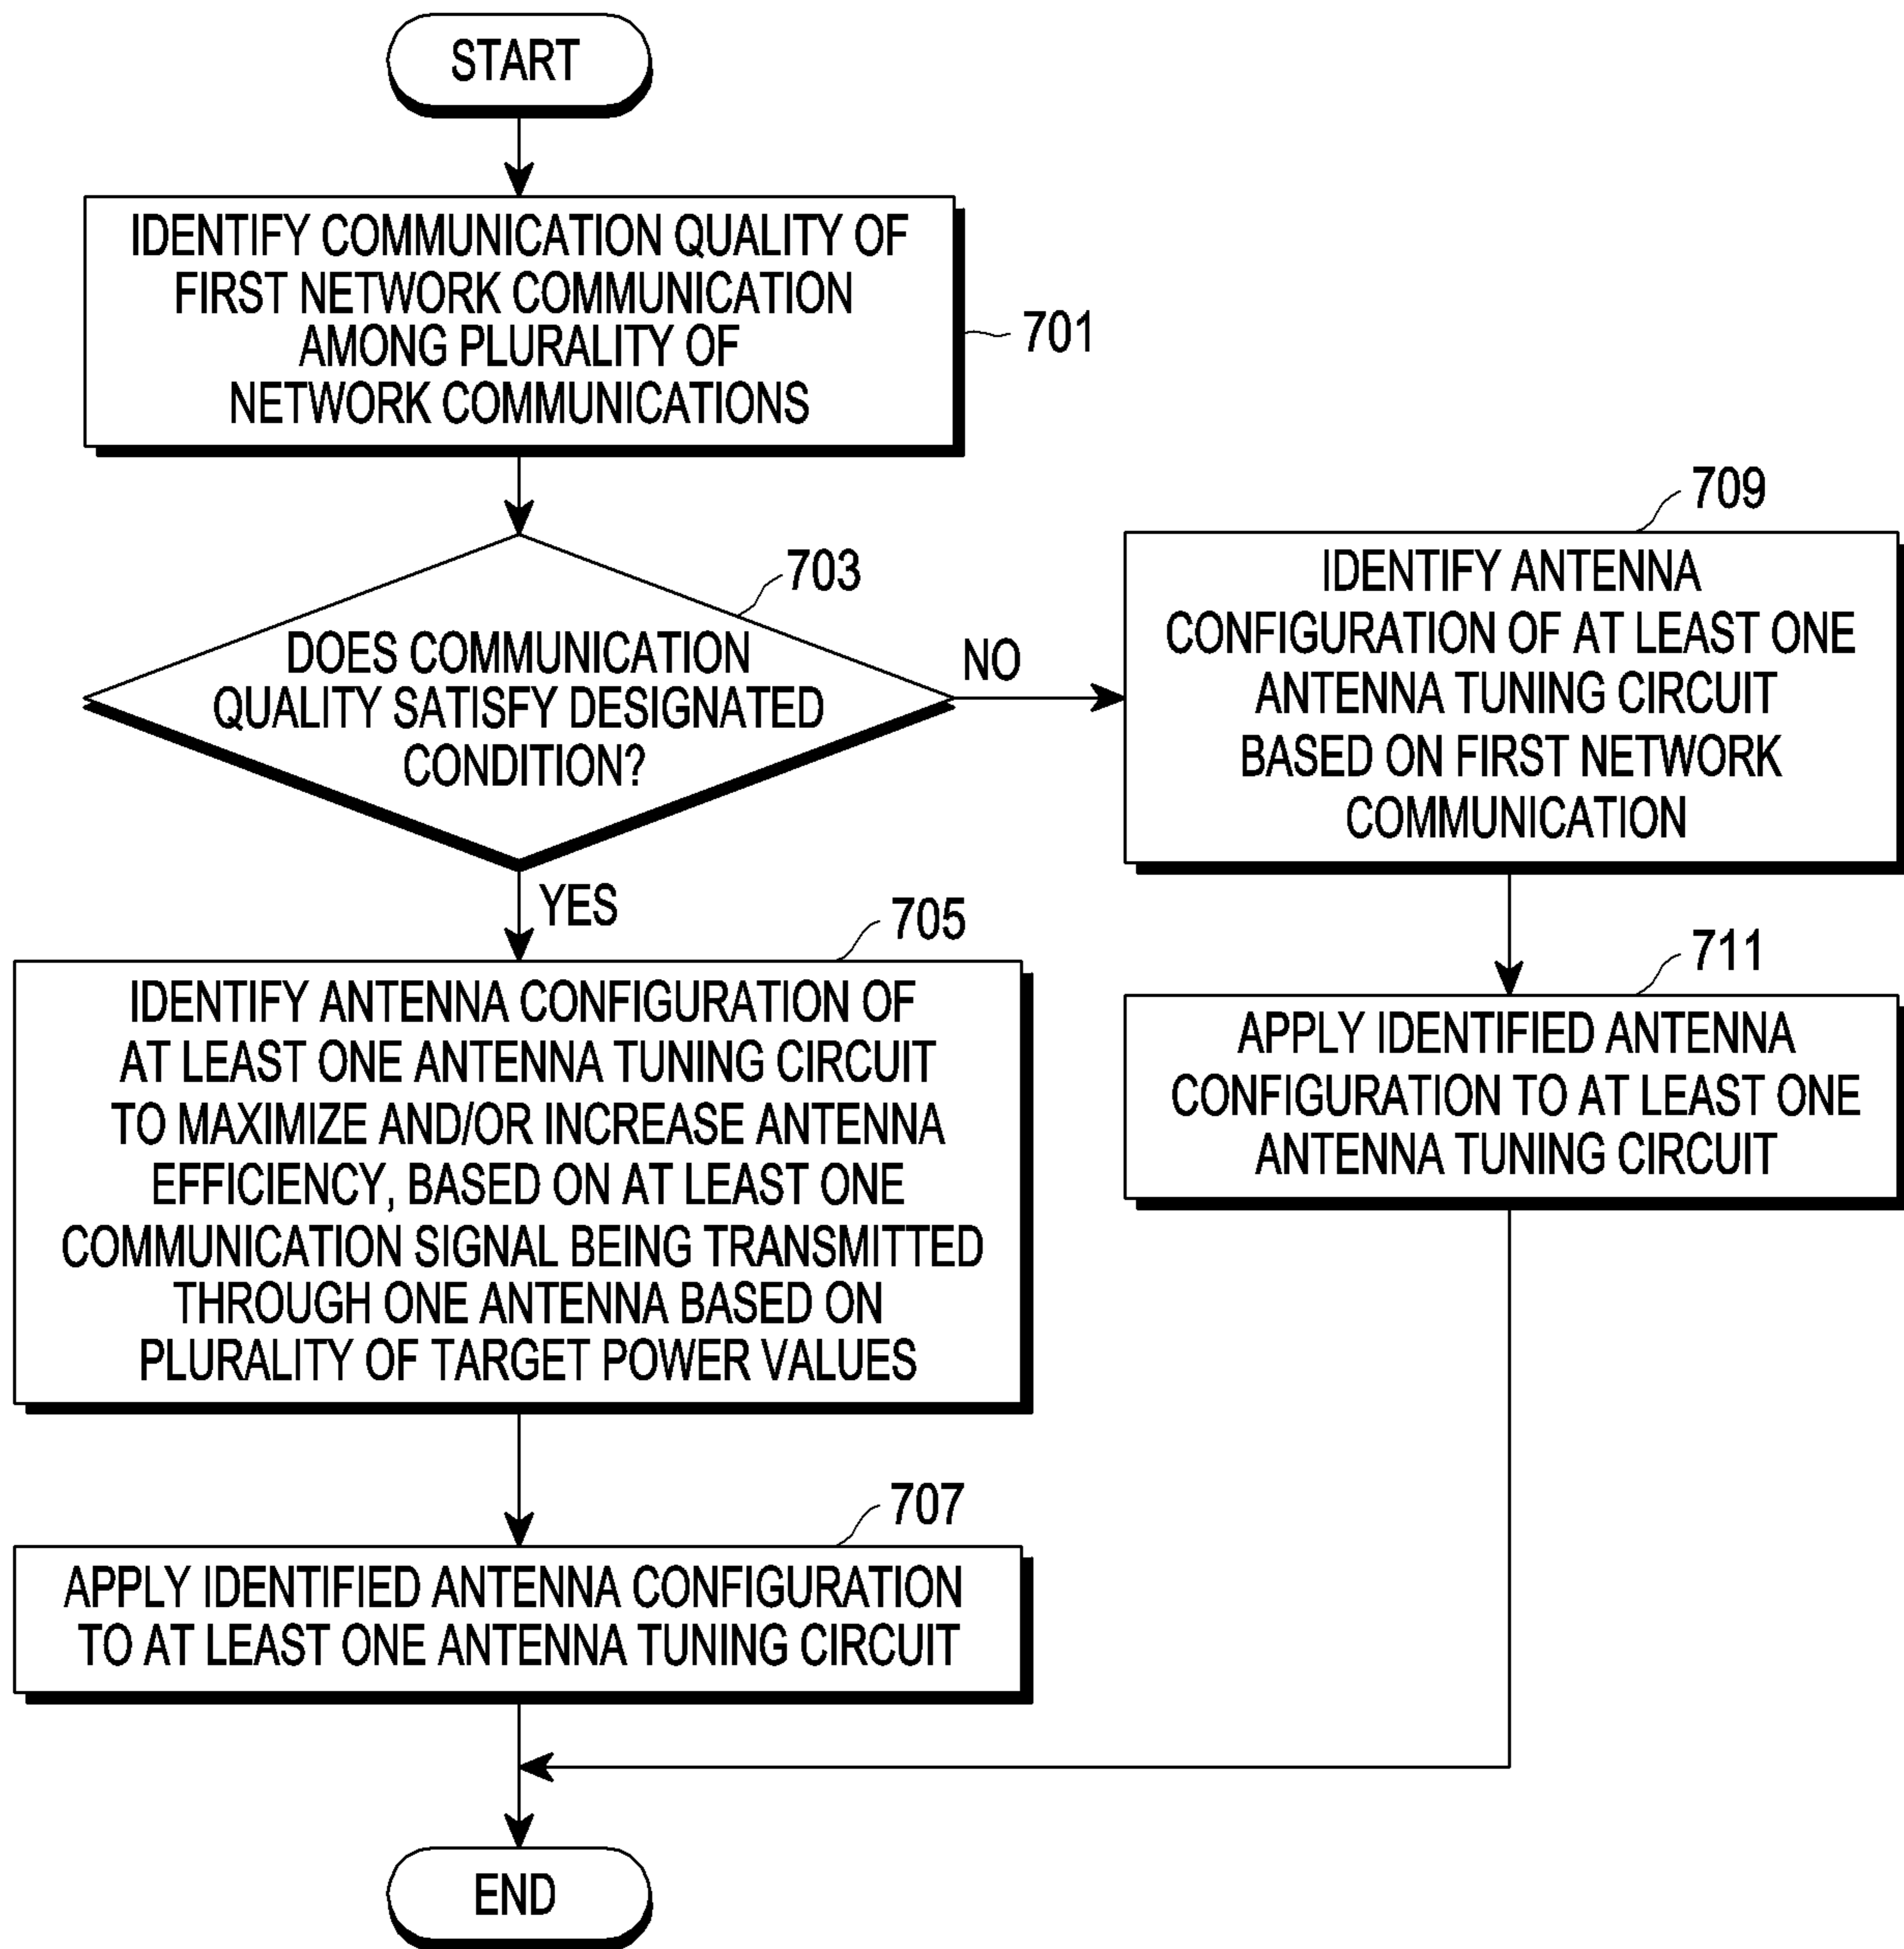 START
IDENTIFY COMMUNICATION QUALITY OF
FIRST NETWORK COMMUNICATION
AMONG PLURALITY OF
NETWORK COMMUNICATIONS
701
703
DOES COMMUNICATION
QUALITY SATISFY DESIGNATED
CONDITION?
NO
YES
705
IDENTIFY ANTENNA CONFIGURATION OF
AT LEAST ONE ANTENNA TUNING CIRCUIT
TO MAXIMIZE AND/OR INCREASE ANTENNA
EFFICIENCY, BASED ON AT LEAST ONE
COMMUNICATION SIGNAL BEING TRANSMITTED
THROUGH ONE ANTENNA BASED ON
PLURALITY OF TARGET POWER VALUES
707
APPLY IDENTIFIED ANTENNA CONFIGURATION
TO AT LEAST ONE ANTENNA TUNING CIRCUIT
709
IDENTIFY ANTENNA
CONFIGURATION OF AT LEAST ONE
ANTENNA TUNING CIRCUIT
BASED ON FIRST NETWORK
COMMUNICATION
711
APPLY IDENTIFIED ANTENNA
CONFIGURATION TO AT LEAST ONE
ANTENNA TUNING CIRCUIT
END